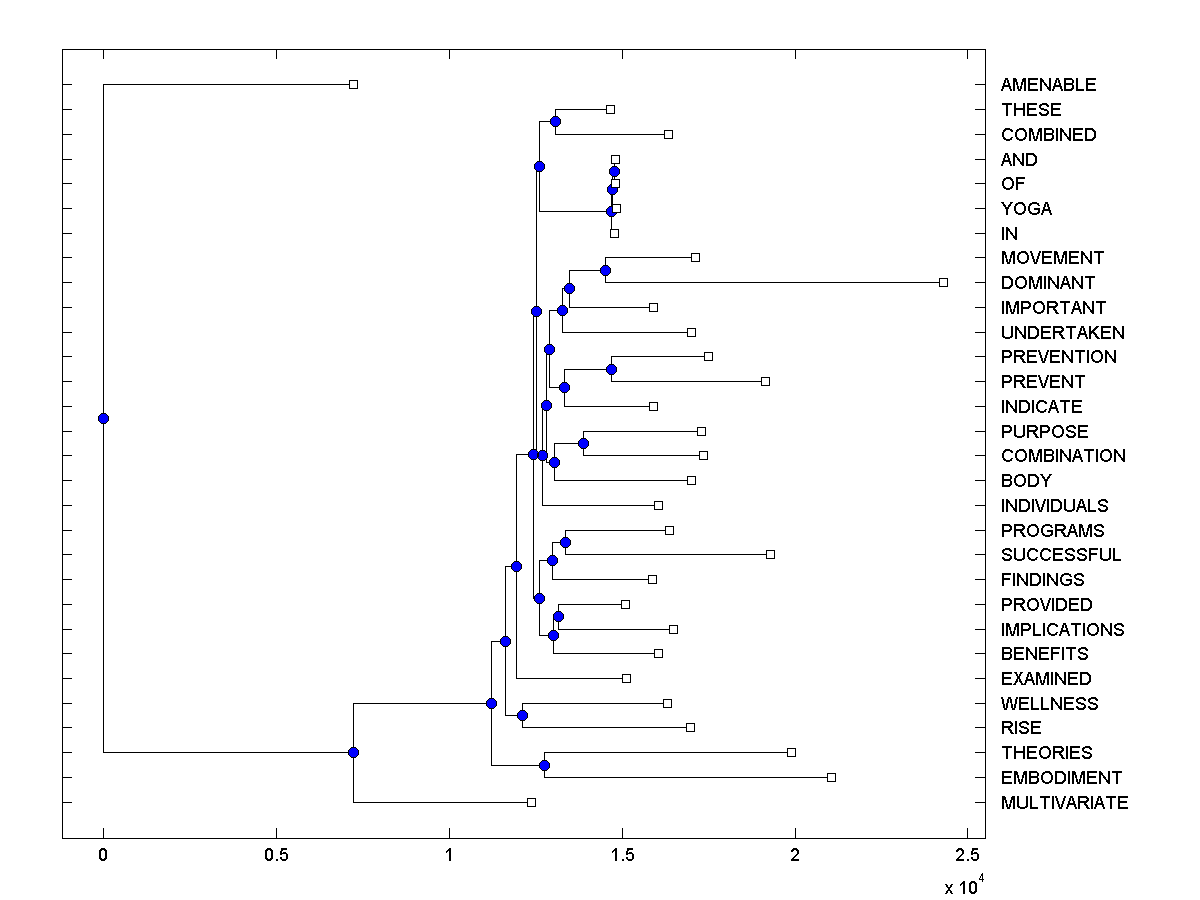 AMENABLE
THESE
COMBINED
AND
OF
YOGA
IN
MOVEMENT
DOMINANT
IMPORTANT
UNDERTAKEN
PREVENTION
PREVENT
INDICATE
PURPOSE
COMBINATION
BODY
INDIVIDUALS
PROGRAMS
SUCCESSFUL
FINDINGS
PROVIDED
IMPLICATIONS
BENEFITS
EXAMINED
WELLNESS
RISE
THEORIES
EMBODIMENT
MULTIVARIATE
0 0.5 1 1.5 2 2.5
x 10^4